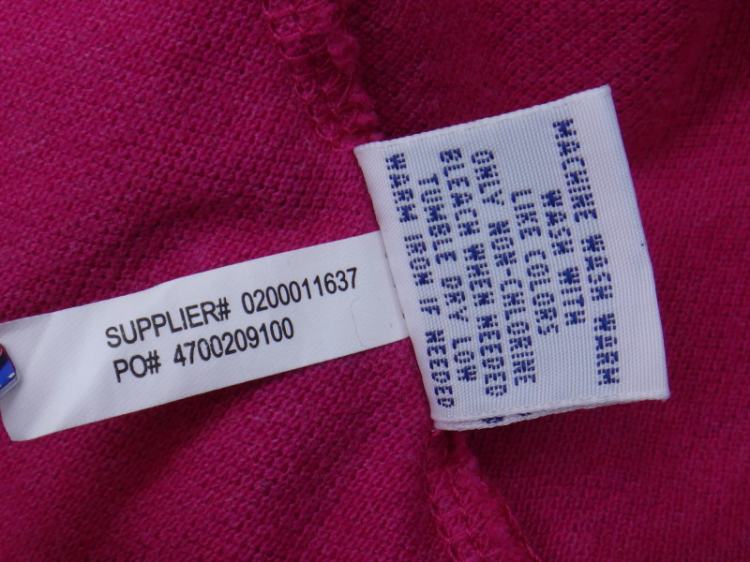 SUPPLIER# 0200011637
PO# 4700209100
MACHINE WASH WARM
WASH WITH
LIKE COLORS
ONLY NON-CHLORINE
BLEACH WHEN NEEDED
TUMBLE DRY LOW
WARM IRON IF NEEDED